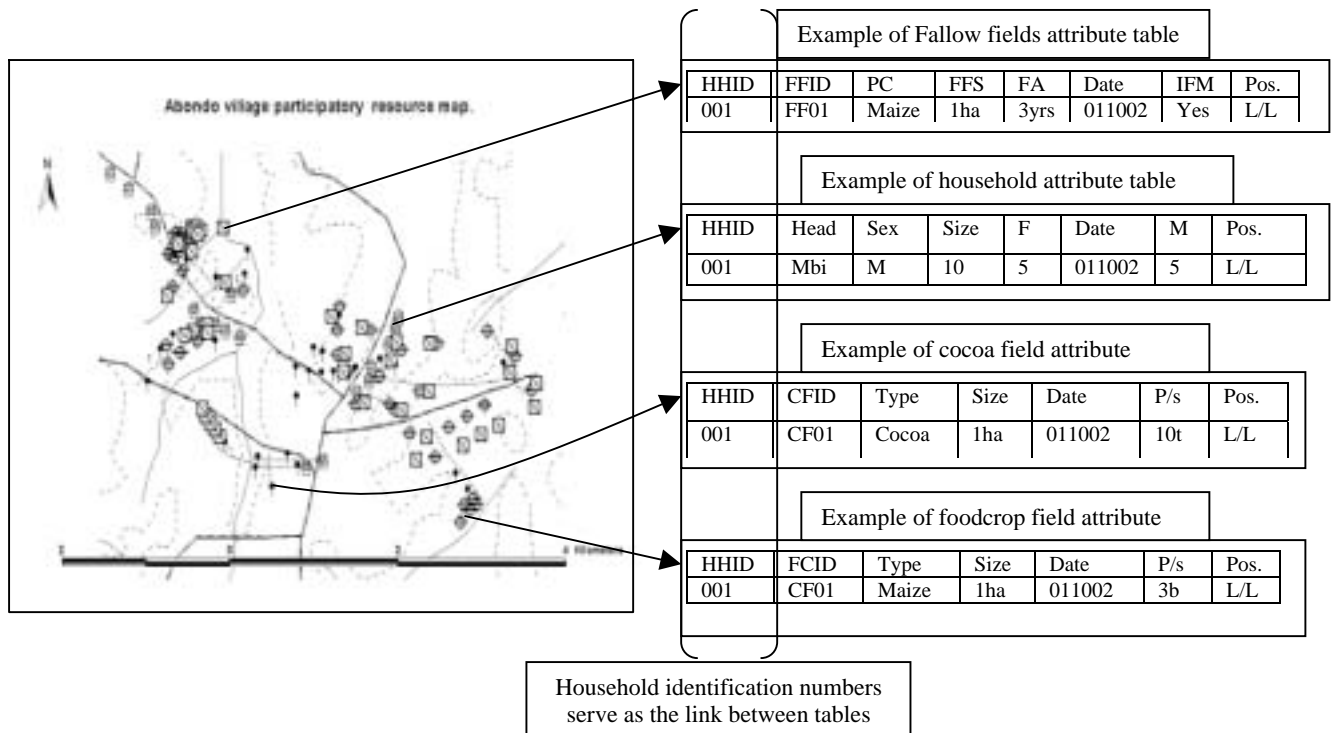 Example of Fallow fields attribute table
HHID FFID PC FFS FA Date IFM Pos.
001 FF01 Maize 1ha 3yrs 011002 Yes L/L
Abondo village participatory resource map.
N
Example of household attribute table
HHID Head Sex Size F Date M Pos.
001 Mbi M 10 5 011002 5 L/L
Example of cocoa field attribute
HHID CFID Type Size Date P/s Pos.
001 CF01 Cocoa 1ha 011002 10t L/L
Example of foodcrop field attribute
HHID FCID Type Size Date P/s Pos.
001 CF01 Maize 1ha 011002 3b L/L
4 Kilometers
Household identification numbers
serve as the link between tables